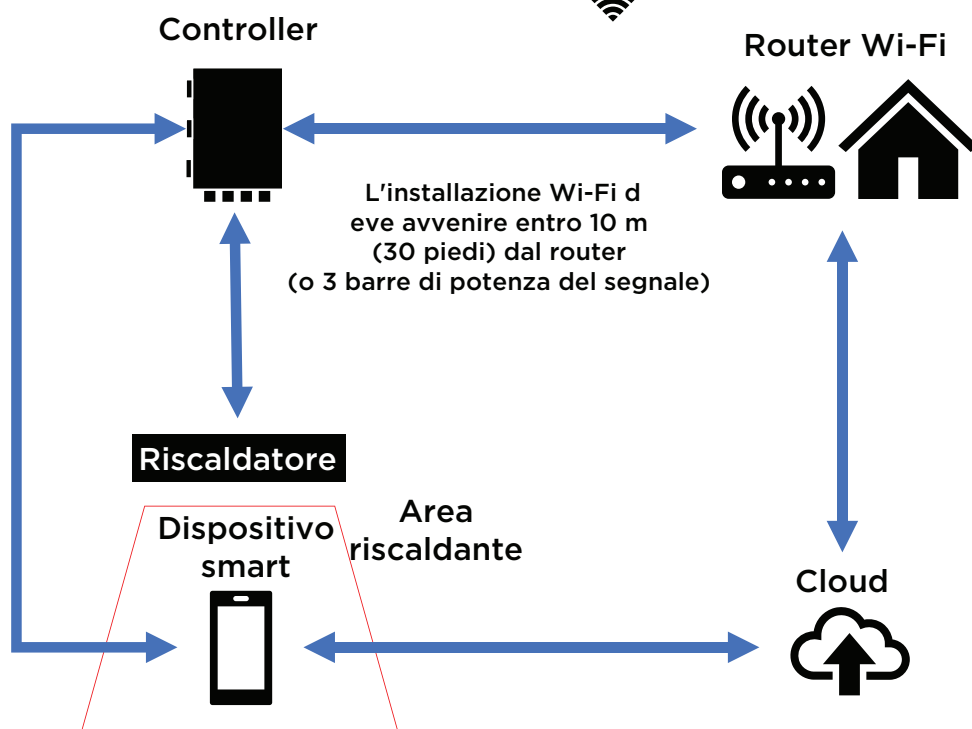 Controller
Router Wi-Fi
L'installazione Wi-Fi d
eve avvenire entro 10 m
(30 piedi) dal router
(o 3 barre di potenza del segnale)
Riscaldatore
Dispositivo
smart
Area
riscaldante
Cloud